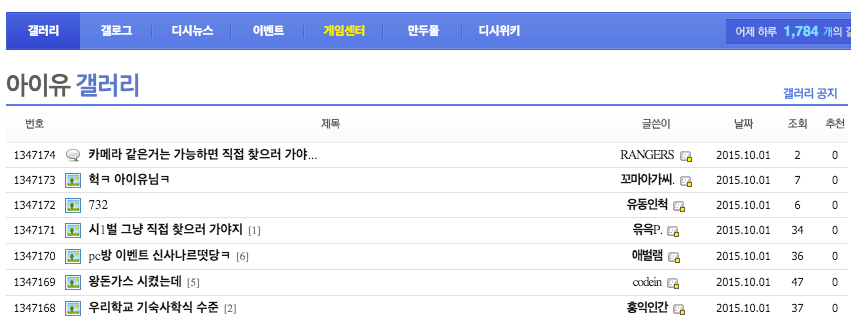 갤러리 갤로그 디시뉴스 이벤트 게임센터 만두몰 디시위키 어제 하루 1,784 개의
아이유 갤러리
갤러리 공지
번호 제목 글쓴이 날짜 조회 추천
1347174 카메라 같은거는 가능하면 직접 찾으러 가야... RANGERS 2015.10.01 2 0
1347173 헉ㅋ 아이유님ㅋ 꼬마아가씨. 2015.10.01 7 0
1347172 732 유동인척 2015.10.01 6 0
1347171 시1벌 그냥 직접 찾으러 가야지 [1] 윾윾P. 2015.10.01 34 0
1347170 pc방 이벤트 신사나르떳당ㅋ [6] 애벌램 2015.10.01 36 0
1347169 왕돈가스 시켰는데 [5] codein 2015.10.01 47 0
1347168 우리학교 기숙사학식 수준 [2] 홍익인간 2015.10.01 37 0